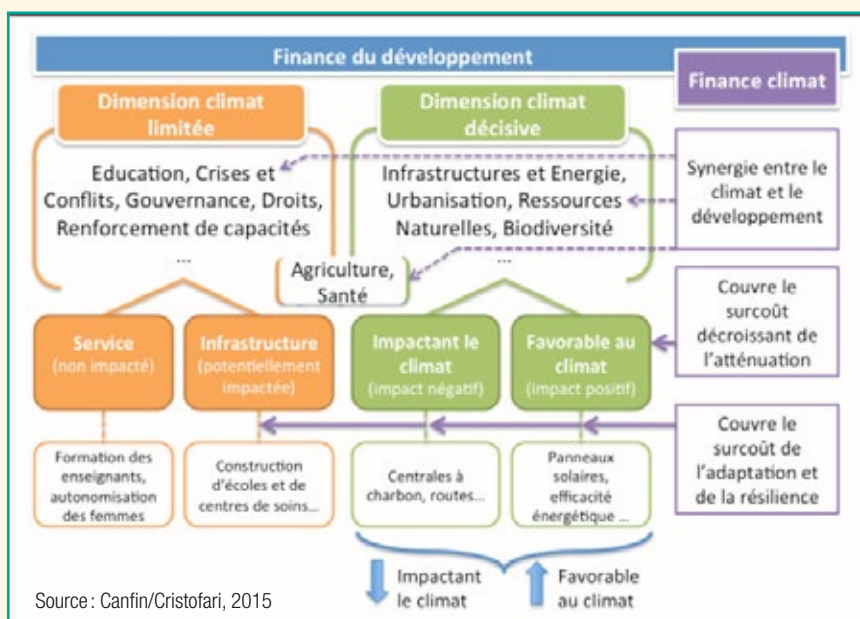 Finance du développement
Finance climat
Dimension climat
limitée
Dimension climat
décisive
Education, Crises et
Conflits, Gouvernance, Droits,
Renforcement de capacités
...
Infrastructures et Energie,
Urbanisation, Ressources
Naturelles, Biodiversité
...
Agriculture,
Santé
Synergie entre le
climat et le
développement
Couvre le
surcoût
décroissant de
l'atténuation
Service
(non impacté)
Infrastructure
(potentiellement
impactée)
Impactant le
climat
(impact négatif)
Favorable au
climat
(impact positif)
Couvre le
surcoût de
l'adaptation et
de la résilience
Formation des
enseignants,
autonomisation
des femmes
Construction
d'écoles et de
centres de soins...
Centrales à
charbon, routes...
Panneaux
solaires,
efficacité
énergétique ...
Impactant
le climat
Favorable
au climat
Source : Canfin/Cristofari, 2015